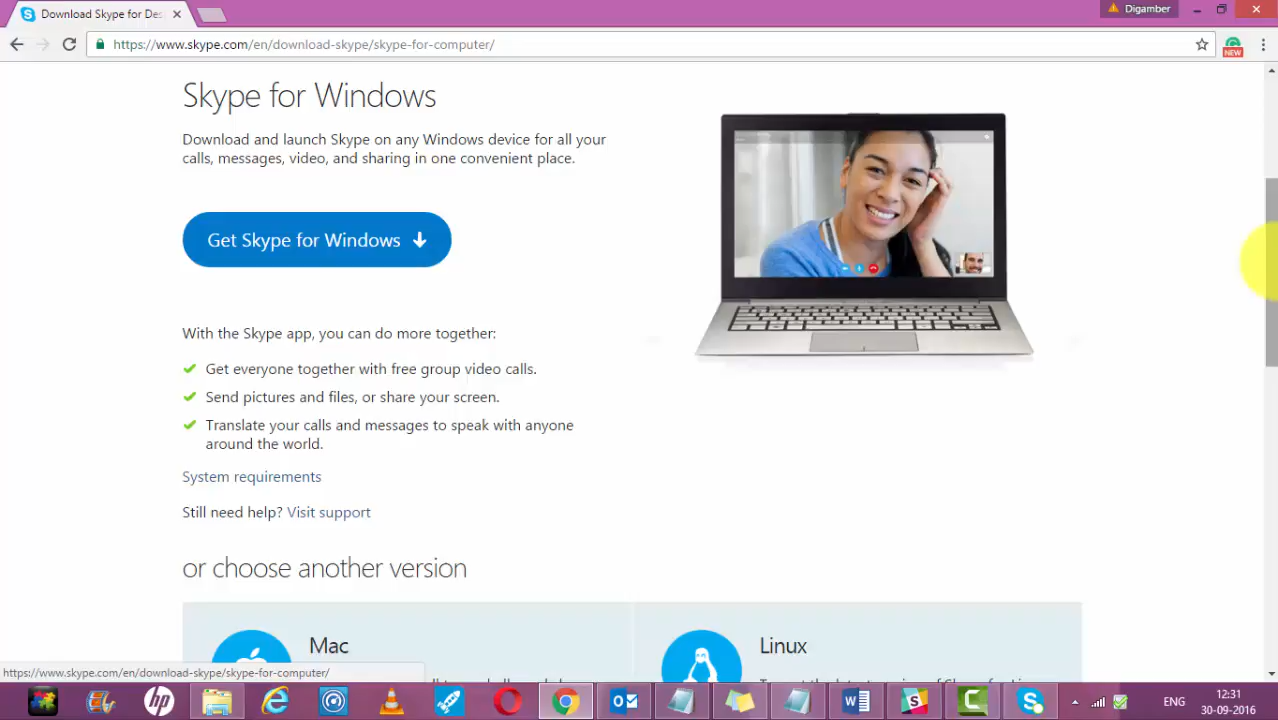 Download Skype for Des
Digamber
https://www.skype.com/en/download-skype/skype-for-computer/
NEW
Skype for Windows
Download and launch Skype on any Windows device for all your
calls, messages, video, and sharing in one convenient place.
Get Skype for Windows
With the Skype app, you can do more together:
Get everyone together with free group video calls.
Send pictures and files, or share your screen.
Translate your calls and messages to speak with anyone
around the world.
System requirements
Still need help? Visit support
or choose another version
Mac
Linux
https://www.skype.com/en/download-skype/skype-for-computer/
ENG
12:31
30-09-2016